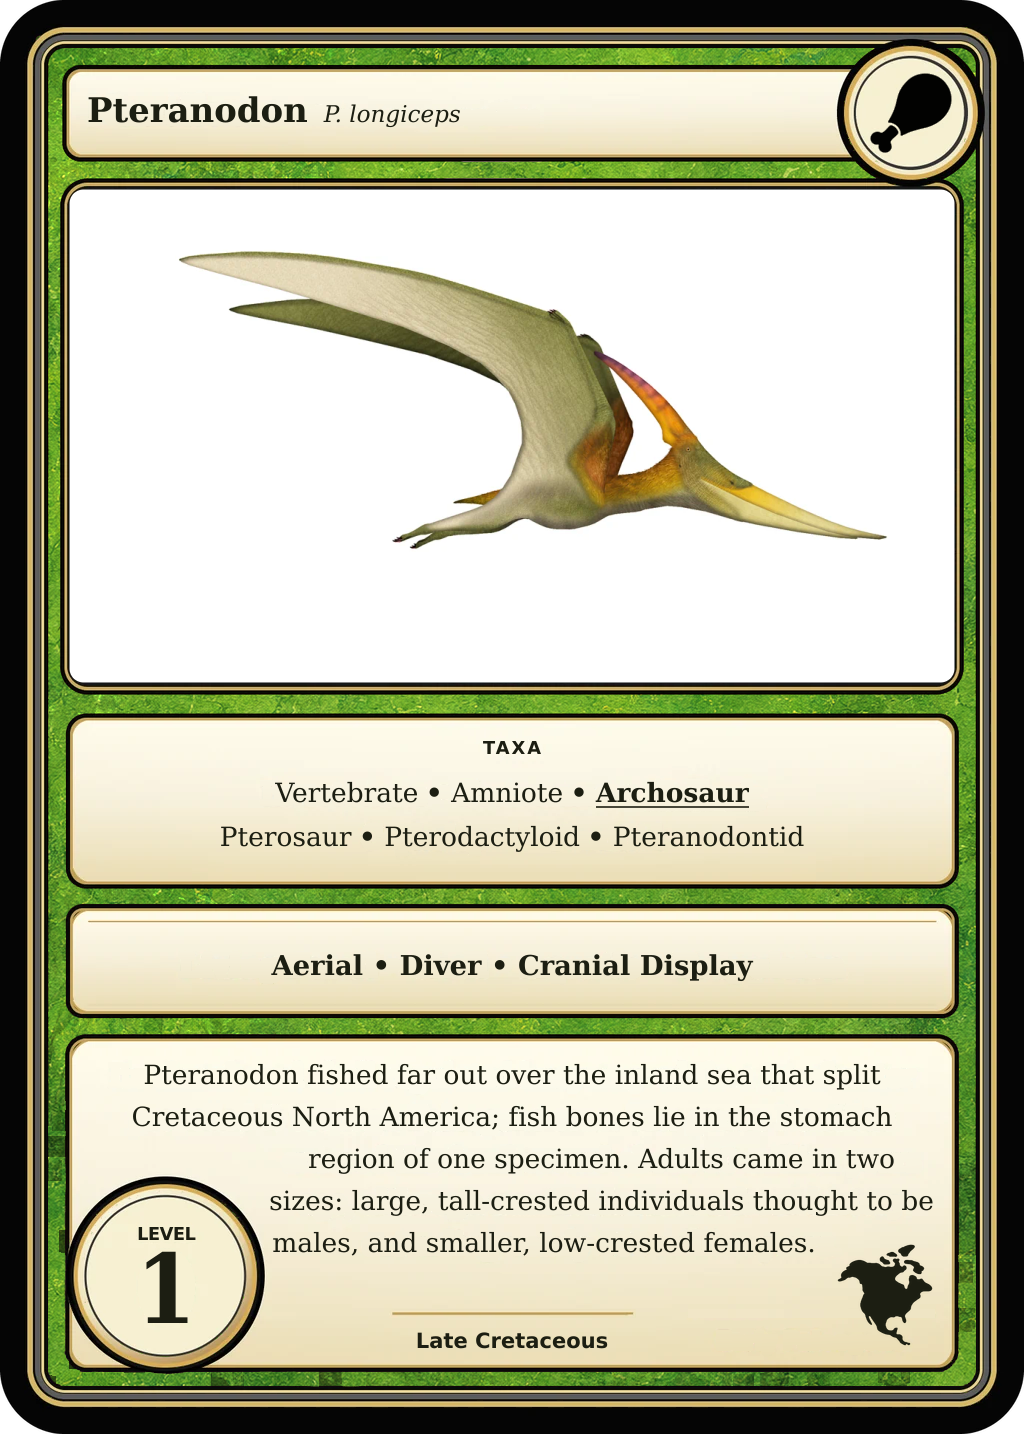 Pteranodon P. longiceps
TAXA
Vertebrate • Amniote • Archosaur
Pterosaur • Pterodactyloid • Pteranodontid
Aerial • Diver • Cranial Display
Pteranodon fished far out over the inland sea that split
Cretaceous North America; fish bones lie in the stomach
region of one specimen. Adults came in two
sizes: large, tall-crested individuals thought to be
males, and smaller, low-crested females.
LEVEL
1
Late Cretaceous